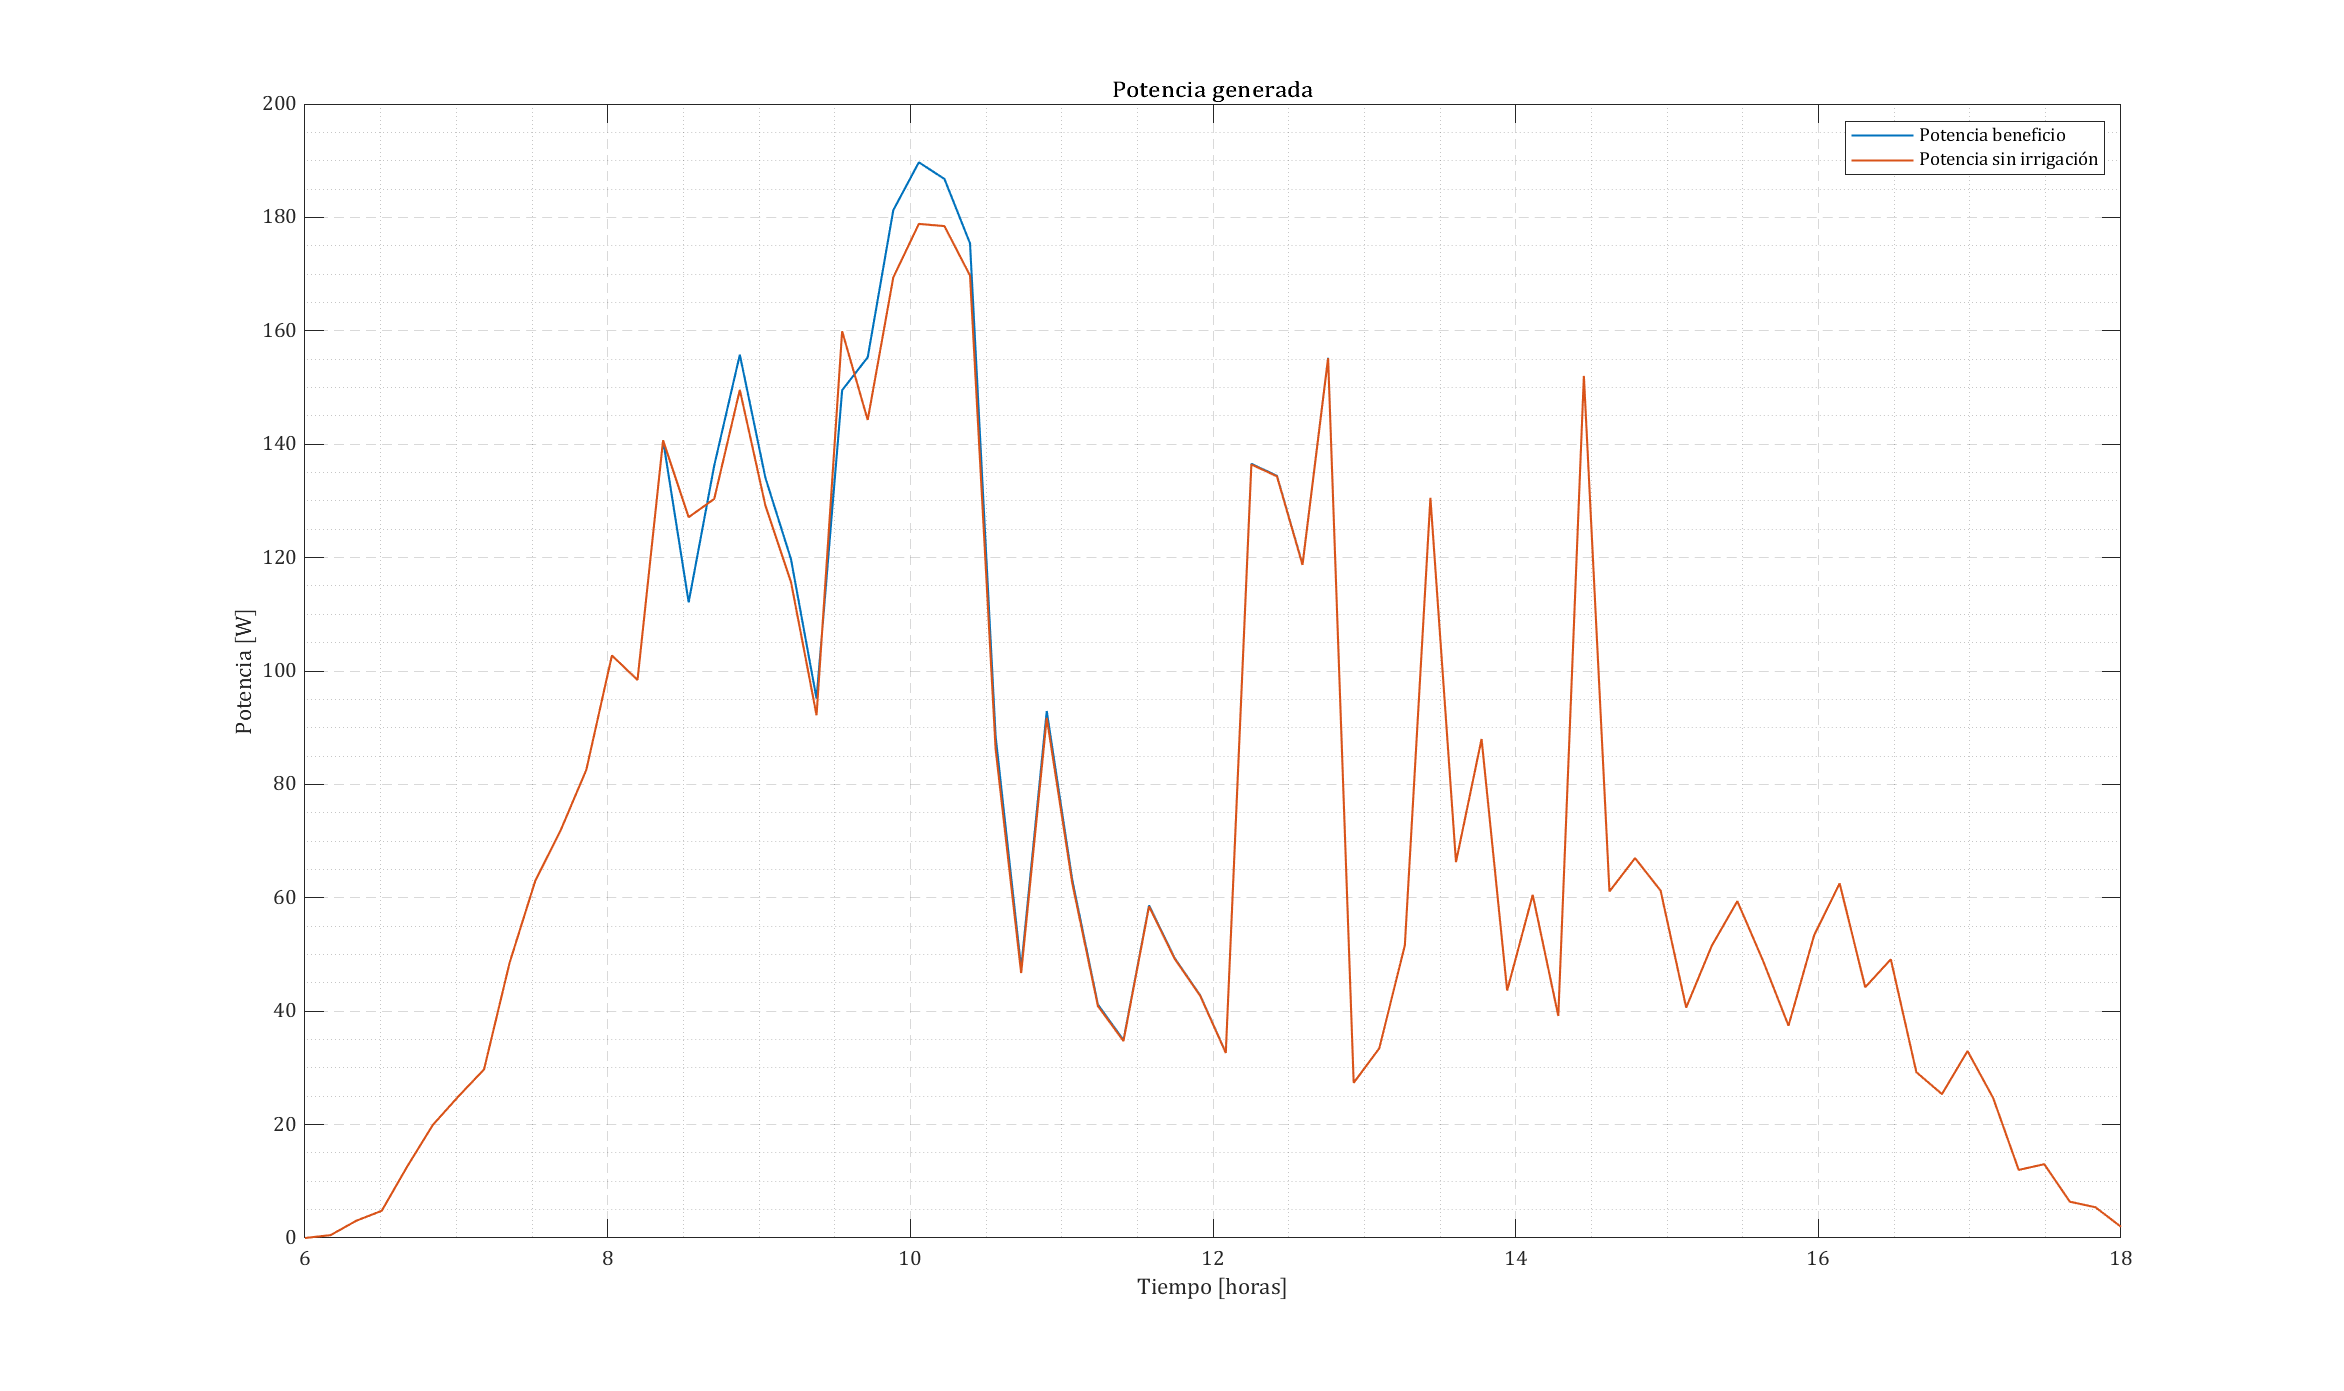 Potencia generada
200
180
160
140
120
100
80
60
40
20
0
Potencia [W]
Potencia beneficio
Potencia sin irrigación
6 8 10 12 14 16 18
Tiempo [horas]